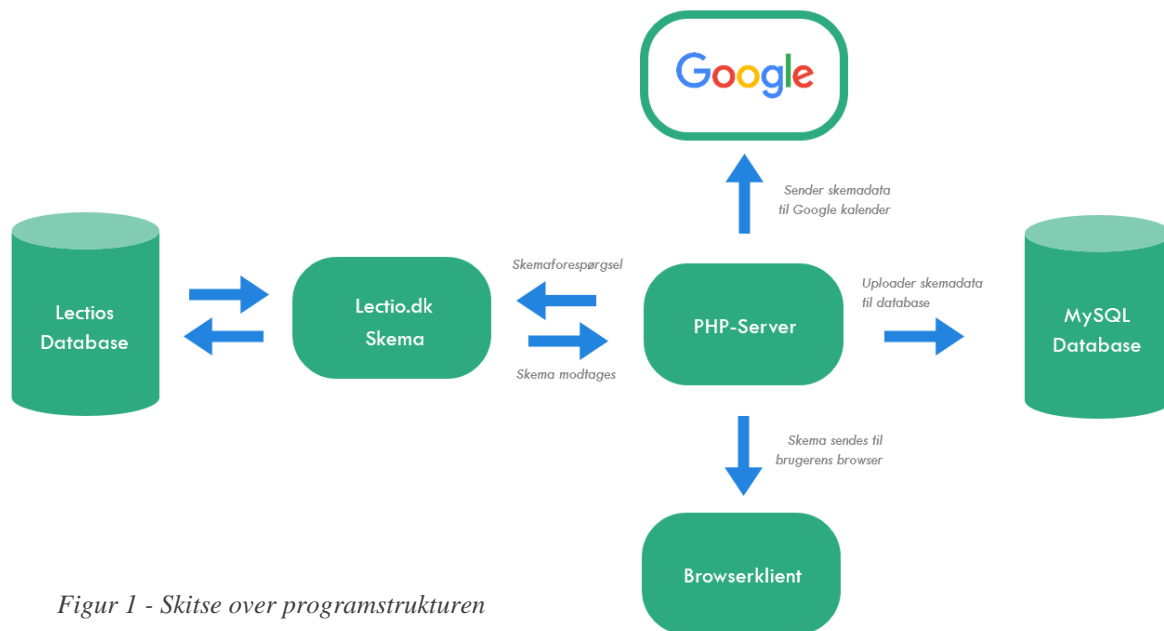 Google
Sender skemadata
til Google kalender
Lectios
Database
Lectio.dk
Skema
Skemaforespørgsel
Skema modtages
PHP-Server
Uploader skemadata
til database
MySQL
Database
Skema sendes til
brugerens browser
Browserklient
Figur 1 - Skitse over programstrukturen